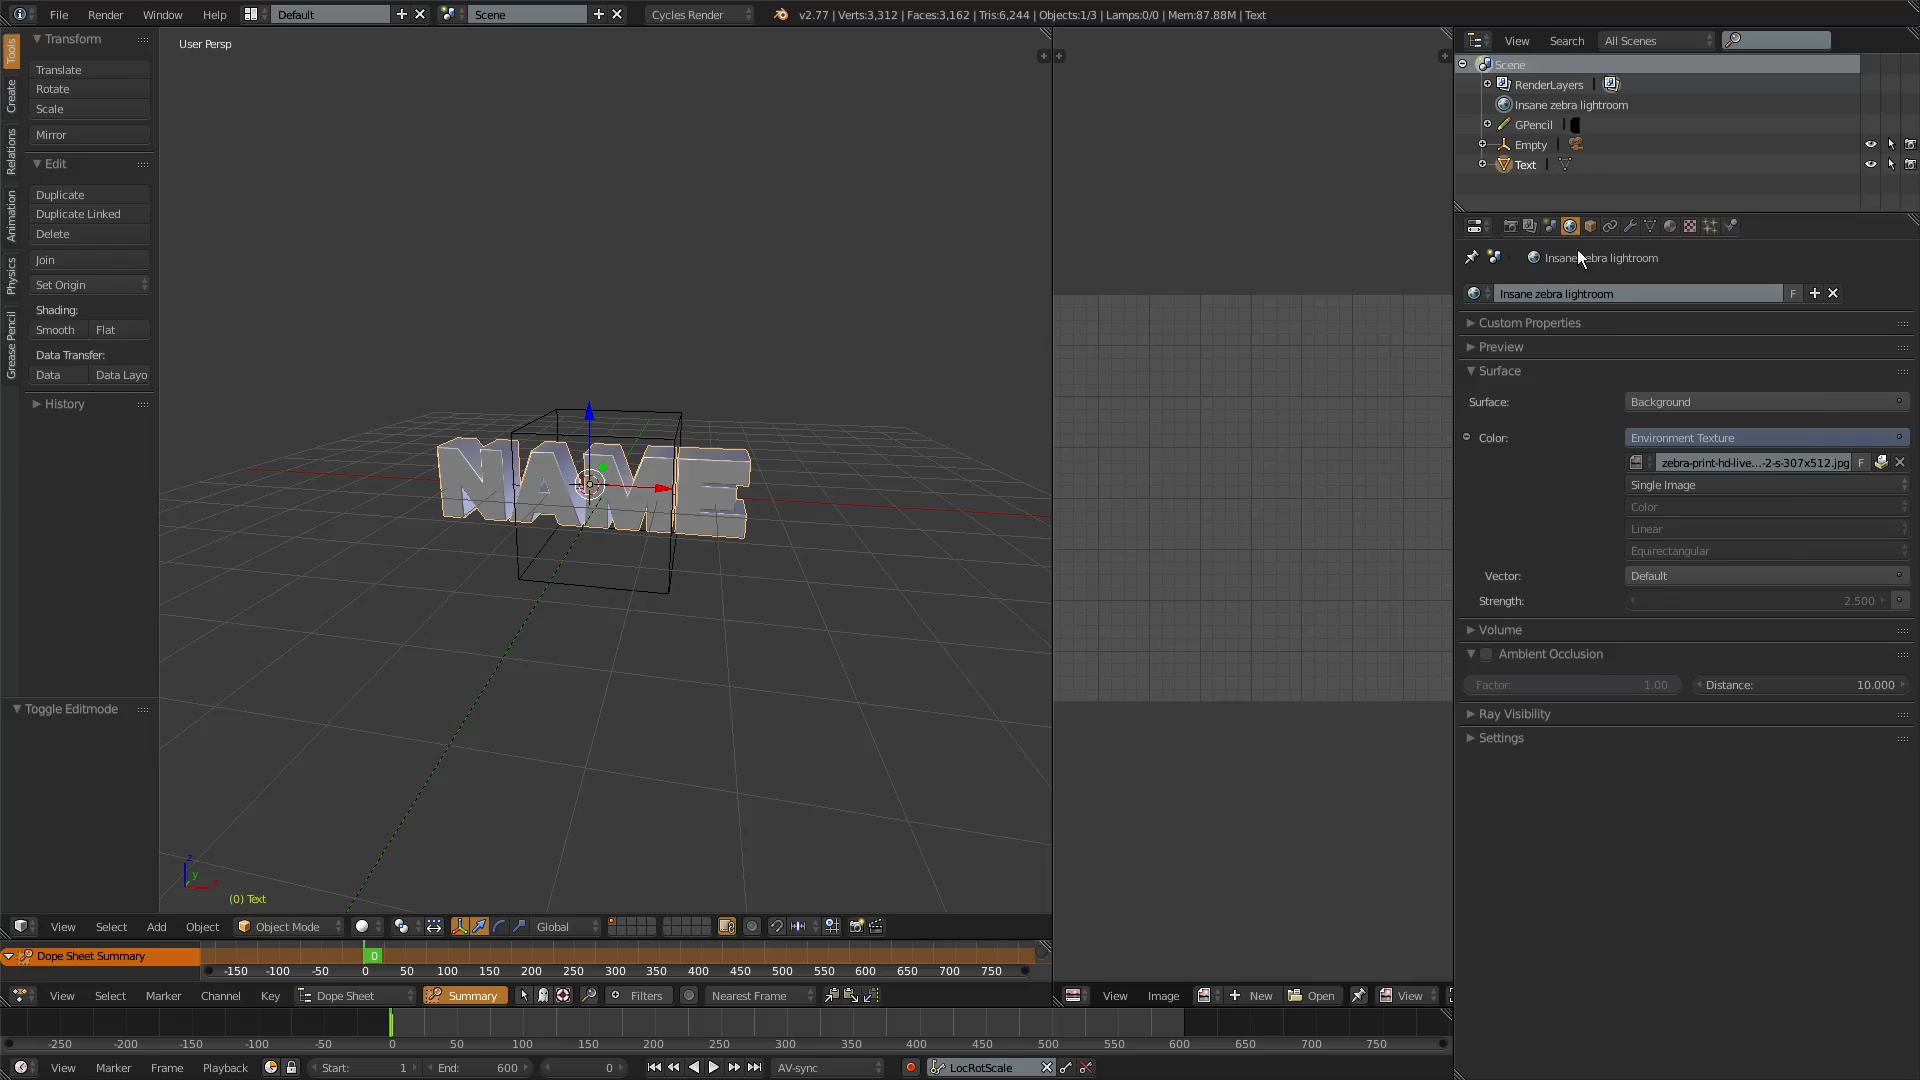 File Render Window Help Default Scene Cycles Render v2.77 | Verts:3,312 | Faces:3,162 | Tris:6,244 | Objects:1/3 | Lamps:0/0 | Mem:87.88M | Text
Tools
Create
Relations
Animation
Physics
Grease Pencil
Transform
Translate
Rotate
Scale
Mirror
Edit
Duplicate
Duplicate Linked
Delete
Join
Set Origin
Shading:
Smooth Flat
Data Transfer:
Data Data Layo
History
Toggle Editmode
User Persp
NAME
z
y
x
(0) Text
View Select Add Object Object Mode Global
Dope Sheet Summary 0
-150 -100 -50 0 50 100 150 200 250 300 350 400 450 500 550 600 650 700 750
View Select Marker Channel Key Dope Sheet Summary Filters Nearest Frame
View Image New Open View
-250 -200 -150 -100 -50 0 50 100 150 200 250 300 350 400 450 500 550 600 650 700 750
View Marker Frame Playback Start: 1 End: 600 0 AV-sync LocRotScale
View Search All Scenes
Scene
RenderLayers
Insane zebra lightroom
GPencil
Empty
Text
Insane zebra lightroom
Insane zebra lightroom F
Custom Properties
Preview
Surface
Surface: Background
Color: Environment Texture
zebra-print-hd-live...-2-s-307x512.jpg F
Single Image
Color
Linear
Equirectangular
Vector: Default
Strength: 2.500
Volume
Ambient Occlusion
Factor: 1.00 Distance: 10.000
Ray Visibility
Settings